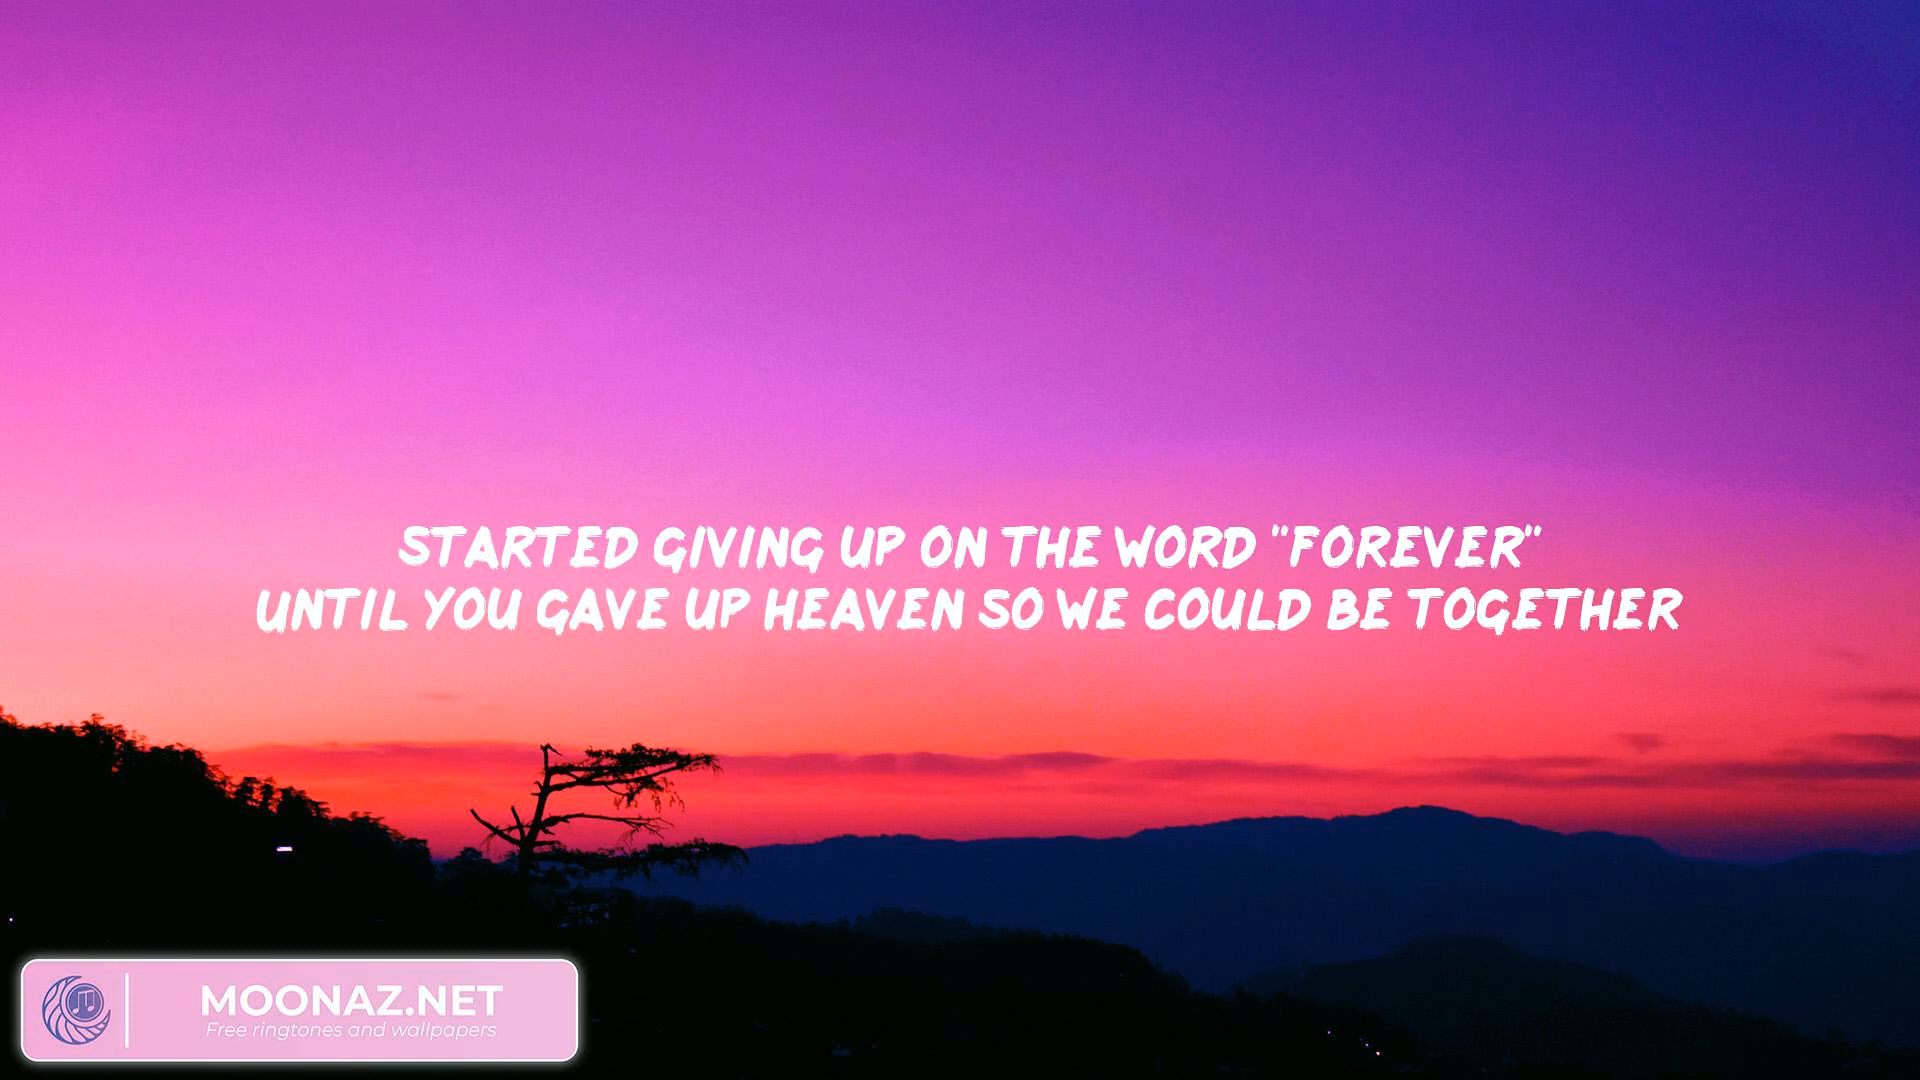 STARTED GIVING UP ON THE WORD "FOREVER"
UNTIL YOU GAVE UP HEAVEN SO WE COULD BE TOGETHER
MOONAZ.NET
Free ringtones and wallpapers